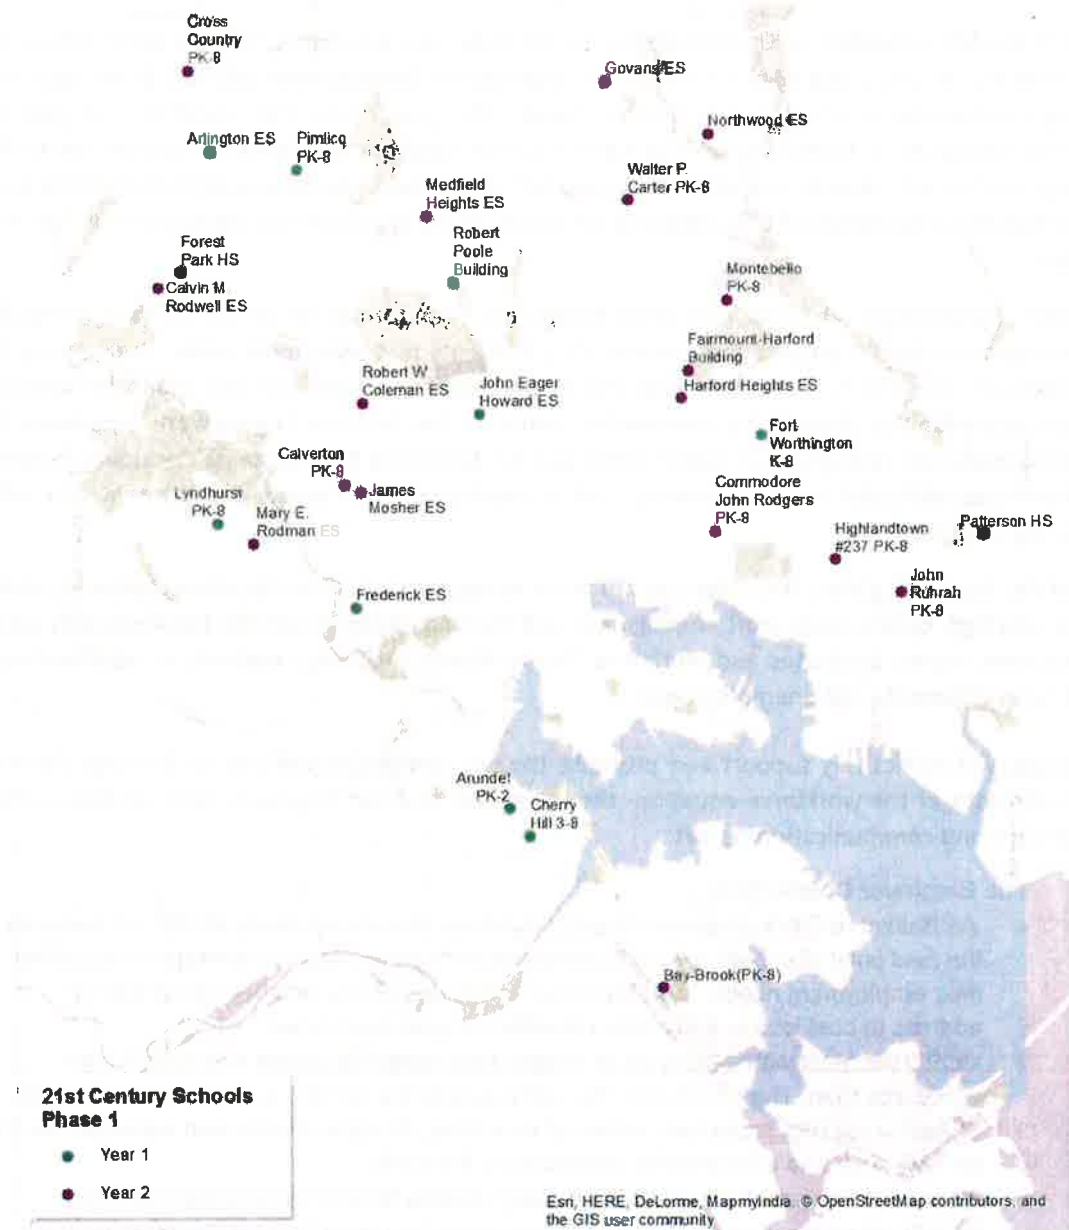 Cross
Country
PK-8
Govans ES
Northwood ES
Arlington ES
Pimlico
PK-8
Walter P.
Carter PK-8
Medfield
Heights ES
Robert
Poole
Building
Forest
Park HS
Calvin M
Rodwell ES
Montebello
PK-8
Fairmount-Harford
Building
Harford Heights ES
Robert W
Coleman ES
John Eager
Howard ES
Fort
Worthington
K-8
Calverton
PK-8
James
Mosher ES
Commodore
John Rodgers
PK-8
Lyndhurst
PK-8
Mary E.
Rodman ES
Highlandtown
#237 PK-8
Patterson HS
John
Ruhrah
PK-8
Frederick ES
Arundel
PK-2
Cherry
Hill 3-8
Bay-Brook(PK-8)
21st Century Schools
Phase 1
Year 1
Year 2
Esri, HERE, DeLorme, MapmyIndia, © OpenStreetMap contributors, and
the GIS user community